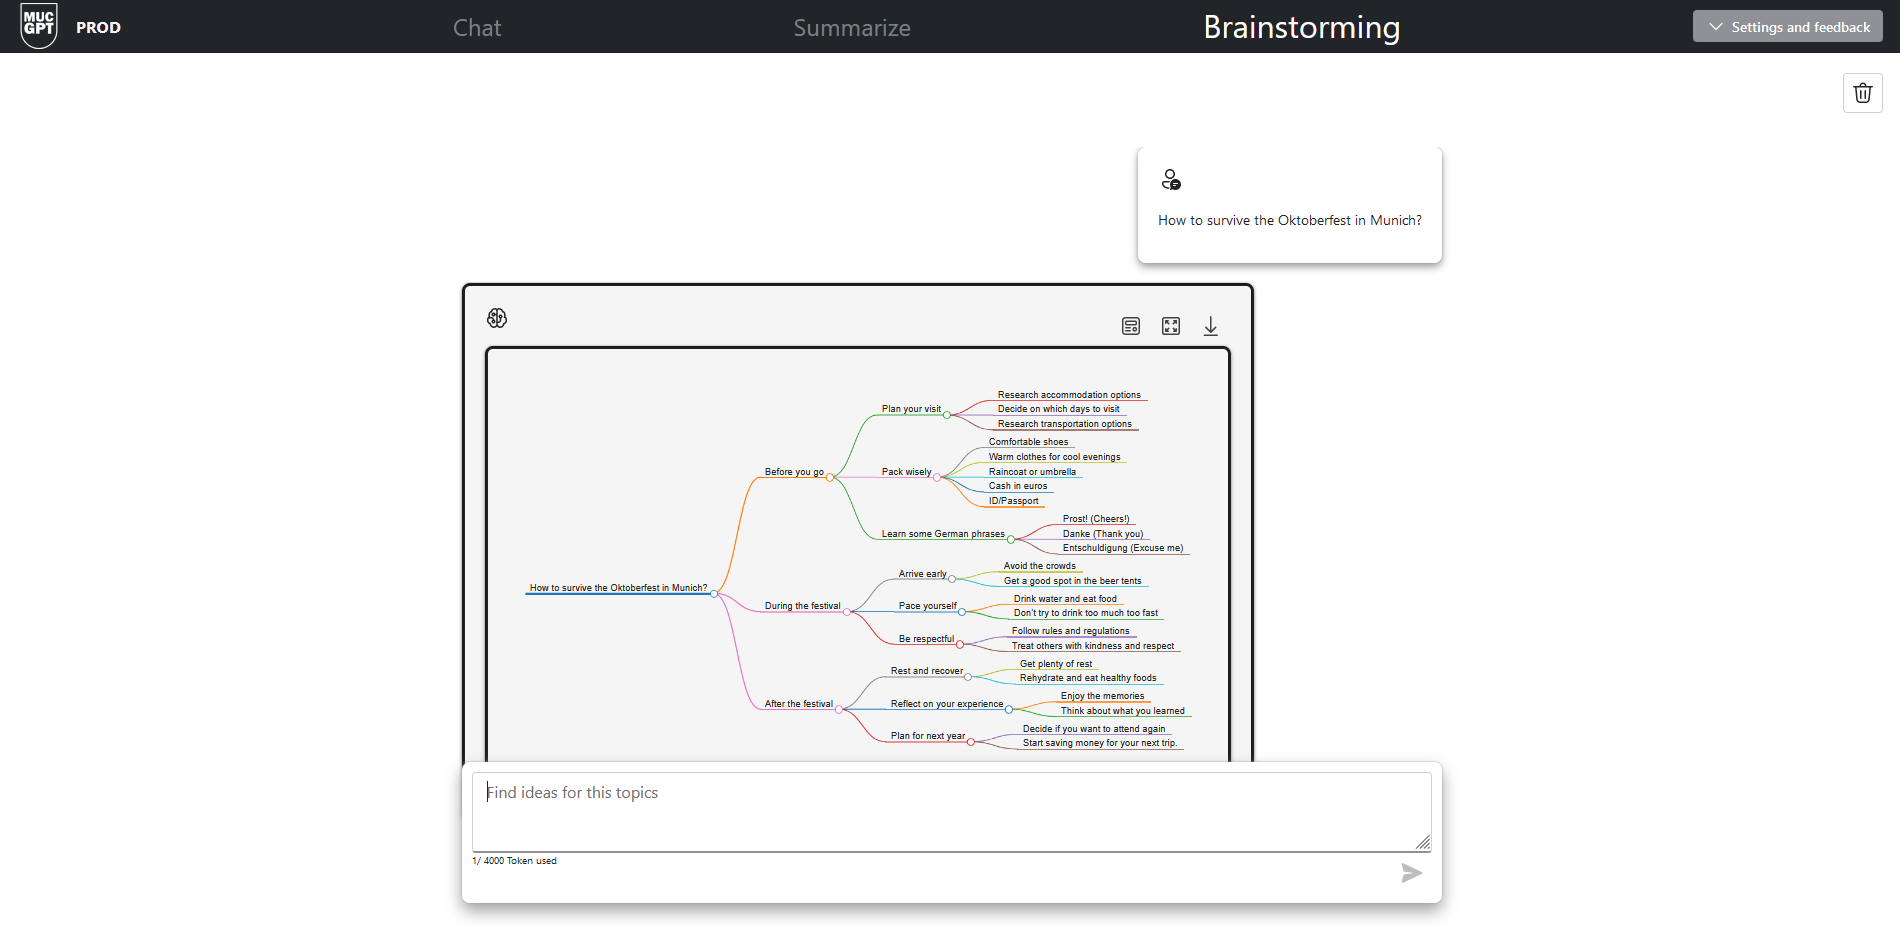 MUC
GPT
PROD
Chat
Summarize
Brainstorming
Settings and feedback
How to survive the Oktoberfest in Munich?
How to survive the Oktoberfest in Munich?
Before you go
Plan your visit
Research accommodation options
Decide on which days to visit
Research transportation options
Pack wisely
Comfortable shoes
Warm clothes for cool evenings
Raincoat or umbrella
Cash in euros
ID/Passport
Learn some German phrases
Prost! (Cheers!)
Danke (Thank you)
Entschuldigung (Excuse me)
During the festival
Arrive early
Avoid the crowds
Get a good spot in the beer tents
Pace yourself
Drink water and eat food
Don't try to drink too much too fast
Be respectful
Follow rules and regulations
Treat others with kindness and respect
After the festival
Rest and recover
Get plenty of rest
Rehydrate and eat healthy foods
Reflect on your experience
Enjoy the memories
Think about what you learned
Plan for next year
Decide if you want to attend again
Start saving money for your next trip.
Find ideas for this topics
1/ 4000 Token used